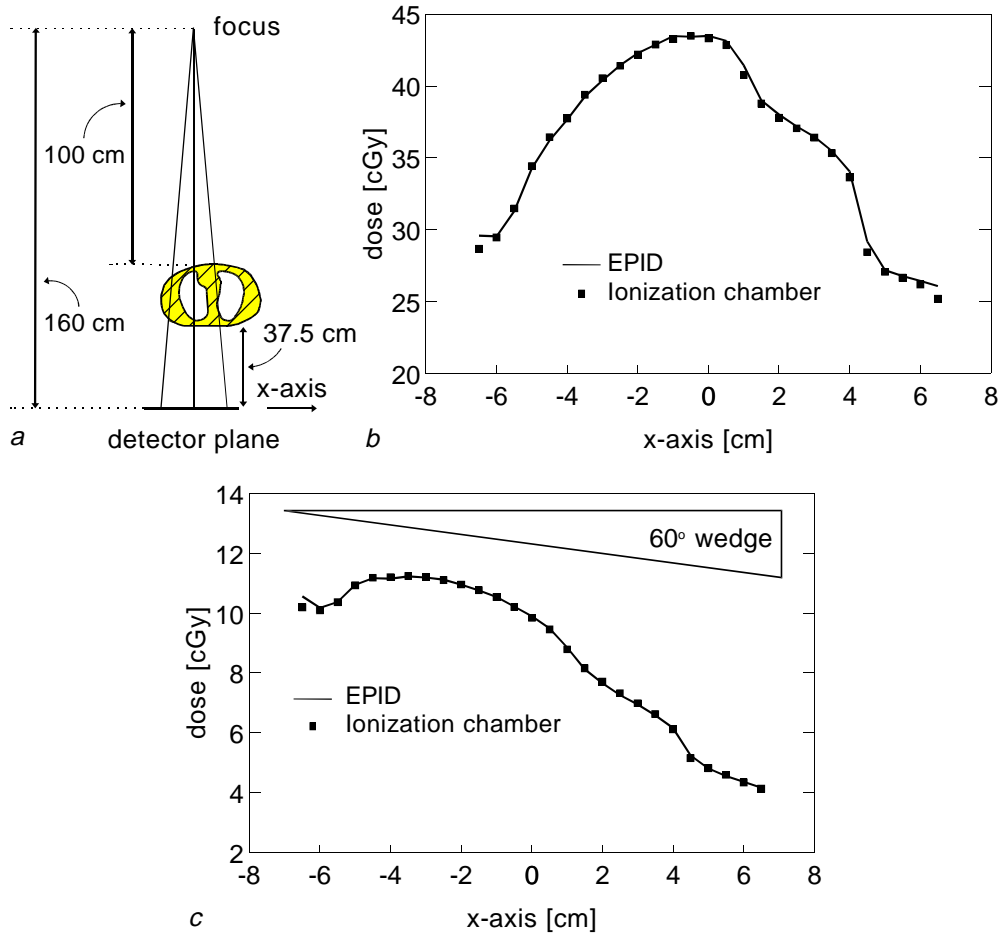 focus
100 cm
160 cm
37.5 cm
x-axis
detector plane
a
45
40
35
30
25
20
dose [cGy]
EPID
Ionization chamber
-8 -6 -4 -2 0 2 4 6 8
x-axis [cm]
b
14
12
10
8
6
4
2
dose [cGy]
60° wedge
EPID
Ionization chamber
-8 -6 -4 -2 0 2 4 6 8
x-axis [cm]
c